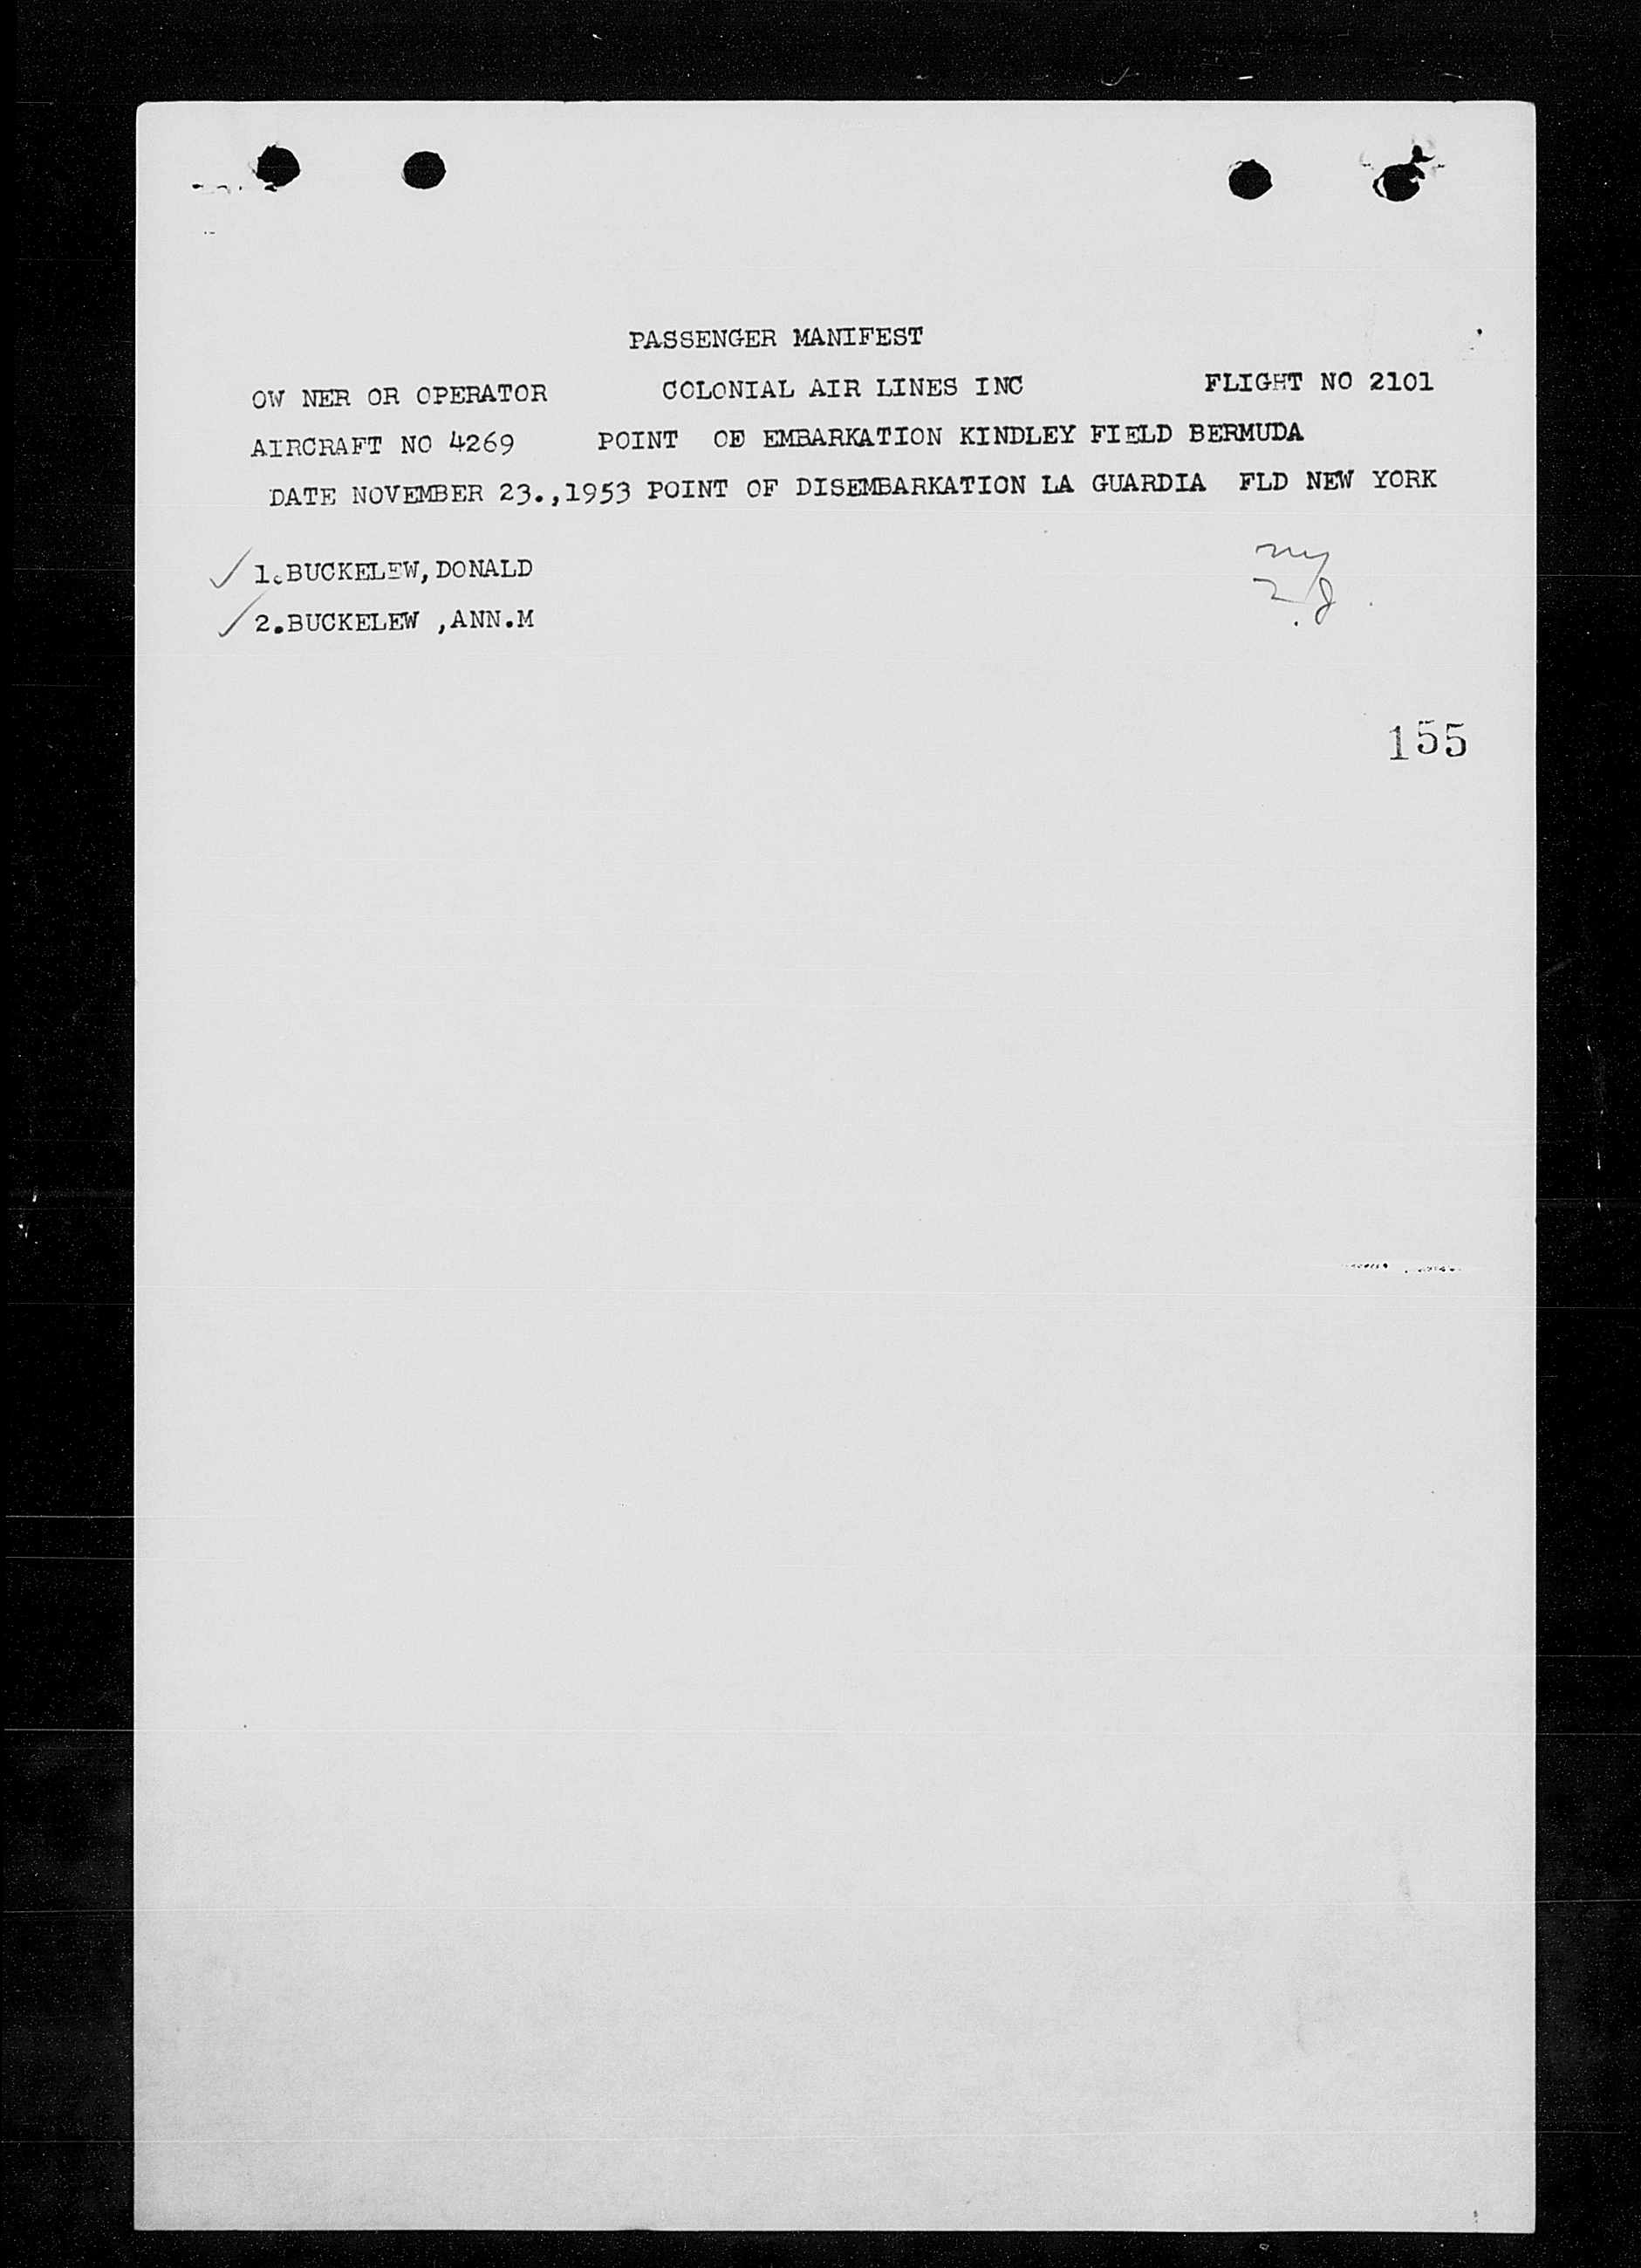 PASSENGER MANIFEST
OW NER OR OPERATOR COLONIAL AIR LINES INC FLIGHT NO 2101
AIRCRAFT NO 4269 POINT OE EMBARKATION KINDLEY FIELD BERMUDA
DATE NOVEMBER 23.,1953 POINT OF DISEMBARKATION LA GUARDIA FLD NEW YORK
1.BUCKELEW,DONALD
2.BUCKELEW ,ANN.M
155